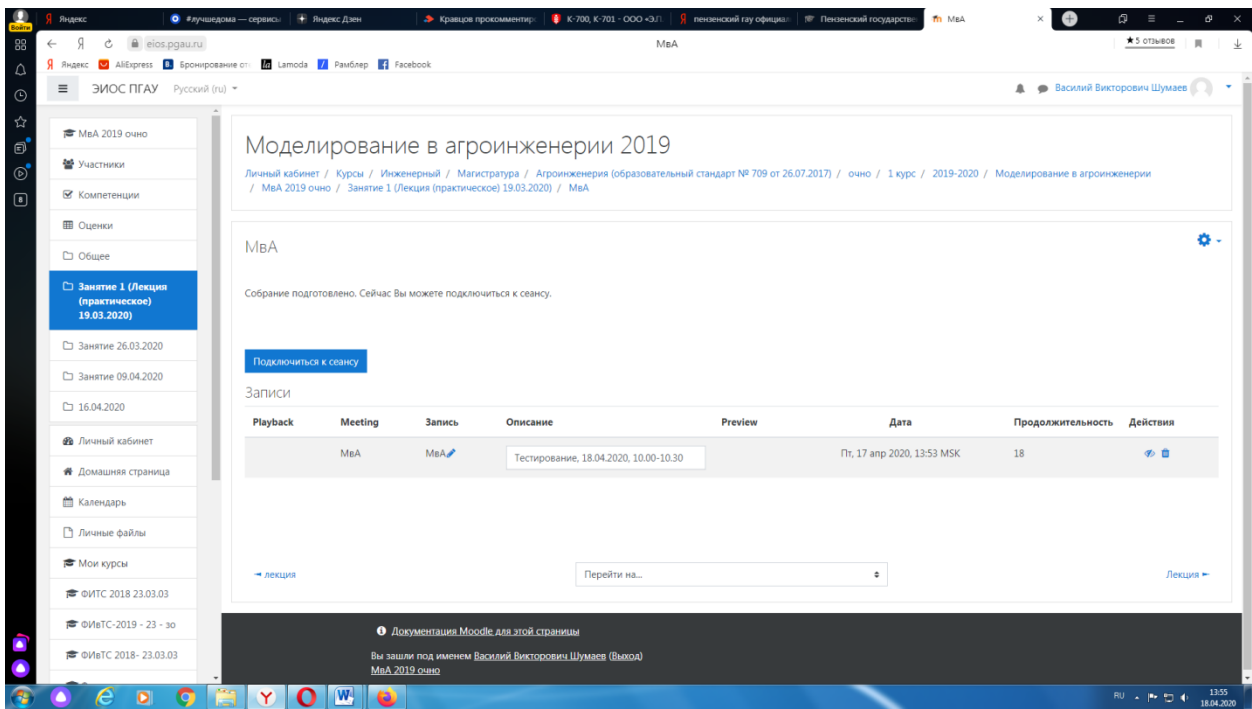 Войти
Яндекс
#лучшедома — сервисы
Яндекс Дзен
Кравцов прокомментир
К-700, К-701 - ООО «Э.Л.
пензенский гау официал
Пензенский государстве
МвА
eios.pgau.ru
МвА
★ 5 отзывов
Яндекс
AliExpress
Бронирование от
Lamoda
Рамблер
Facebook
ЭИОС ПГАУ
Русский (ru)
Василий Викторович Шумаев
МвА 2019 очно
Участники
Компетенции
Оценки
Общее
Занятие 1 (Лекция
(практическое)
19.03.2020)
Занятие 26.03.2020
Занятие 09.04.2020
16.04.2020
Личный кабинет
Домашняя страница
Календарь
Личные файлы
Мои курсы
ФИТС 2018 23.03.03
ФИвТС-2019 - 23 - зо
ФИвТС 2018- 23.03.03
Моделирование в агроинженерии 2019
Личный кабинет / Курсы / Инженерный / Магистратура / Агроинженерия (образовательный стандарт № 709 от 26.07.2017) / очно / 1 курс / 2019-2020 / Моделирование в агроинженерии
/ МвА 2019 очно / Занятие 1 (Лекция (практическое) 19.03.2020) / МвА
МвА
Собрание подготовлено. Сейчас Вы можете подключиться к сеансу.
Подключиться к сеансу
Записи
Playback Meeting Запись Описание Preview Дата Продолжительность Действия
МвА МвА Тестирование, 18.04.2020, 10.00-10.30 Пт, 17 апр 2020, 13:53 MSK 18
◄ лекция
Перейти на...
Лекция ►
Документация Moodle для этой страницы
Вы зашли под именем Василий Викторович Шумаев (Выход)
МвА 2019 очно
RU
13:55
18.04.2020